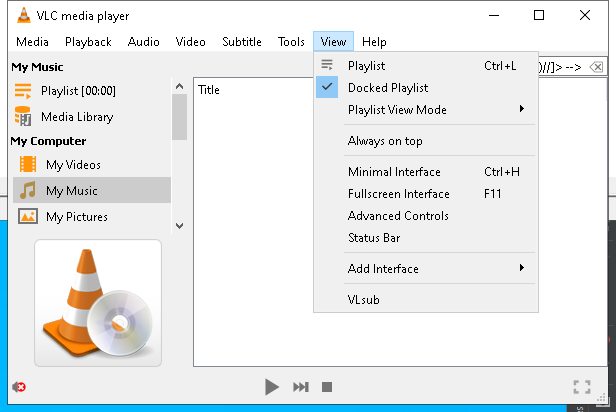 VLC media player
Media Playback Audio Video Subtitle Tools View Help
My Music
Playlist [00:00]
Media Library
My Computer
My Videos
My Music
My Pictures
Title
)//]> -->
Playlist Ctrl+L
Docked Playlist
Playlist View Mode
Always on top
Minimal Interface Ctrl+H
Fullscreen Interface F11
Advanced Controls
Status Bar
Add Interface
VLsub